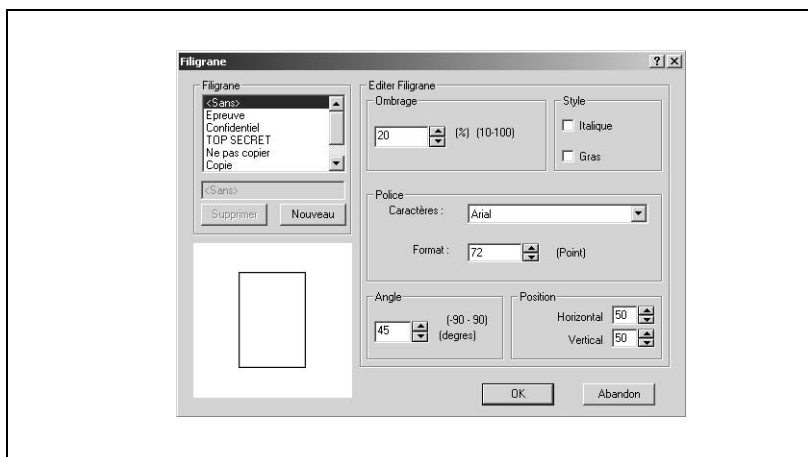 Filigrane
Filigrane
<Sans>
Epreuve
Confidentiel
TOP SECRET
Ne pas copier
Copie
<Sans>
Supprimer Nouveau
Editer Filigrane
Ombrage
20 (%) (10-100)
Style
Italique
Gras
Police
Caractères : Arial
Format : 72 (Point)
Angle
45 (-90 - 90)
(degres)
Position
Horizontal 50
Vertical 50
OK Abandon